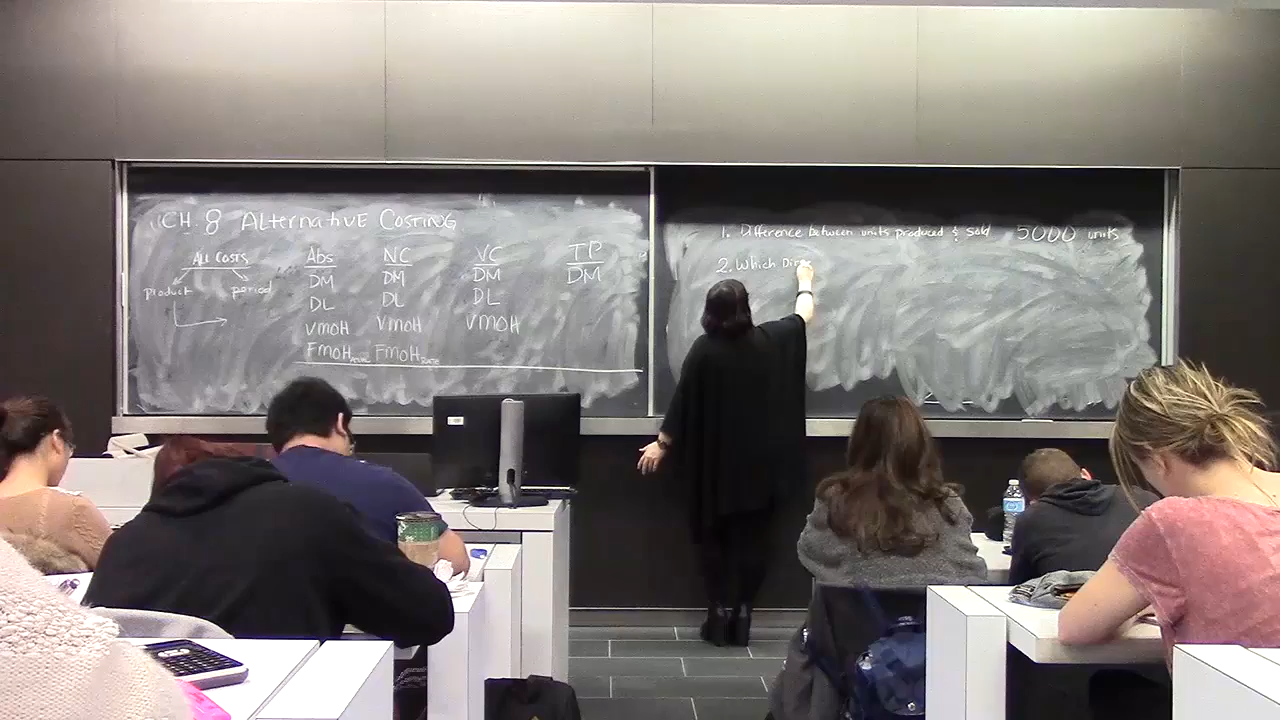 CH. 8 ALTERNATIVE COSTING
ALL COSTS
product period
Abs NC VC TP
DM DM DM DM
DL DL DL
VMOH VMOH VMOH
FMOH FMOH
1. Difference between units produced & sold 5000 units
2. Which Dire